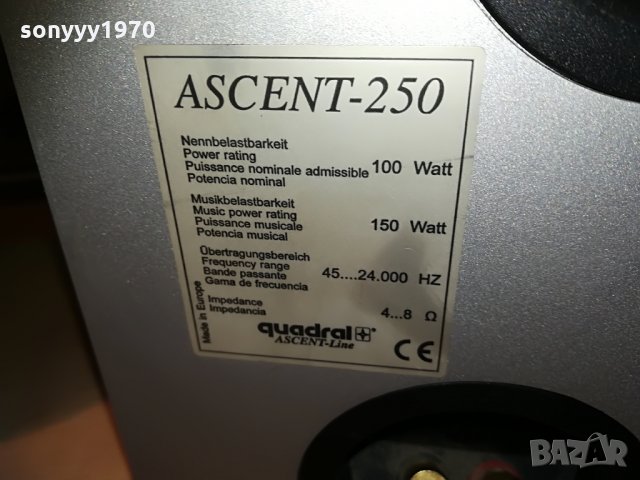 sonyyy1970
ASCENT-250
Nennbelastbarkeit
Power rating
Puissance nominale admissible 100 Watt
Potencia nominal
Musikbelastbarkeit
Music power rating
Puissance musicale 150 Watt
Potencia musical
Übertragungsbereich
Frequency range
Bande passante 45....24.000 HZ
Gama de frecuencia
Impedance
Impedancia 4...8 Ω
Made in Europe
quadral
ASCENT-Line
CE
BAZAR